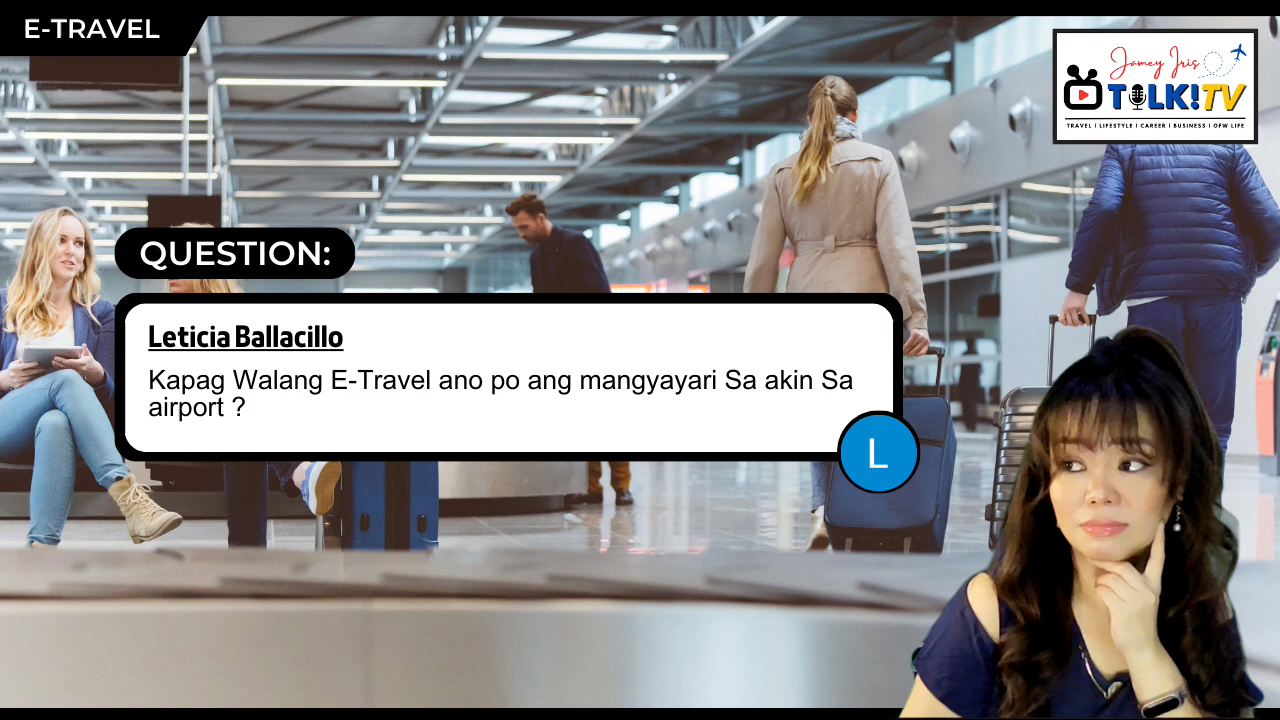 E-TRAVEL
Jamey Iris
TALK!TV
TRAVEL | LIFESTYLE | CAREER | BUSINESS | OFW LIFE
QUESTION:
Leticia Ballacillo
Kapag Walang E-Travel ano po ang mangyayari Sa akin Sa
airport ?
L